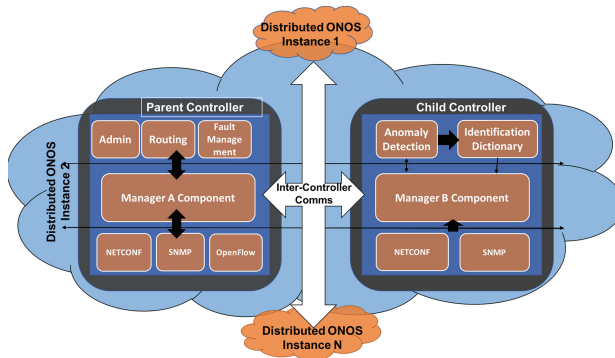 Distributed ONOS
Instance 1
Parent Controller
Child Controller
Admin
Routing
Fault
Manage
ment
Anomaly
Detection
Identification
Dictionary
Distributed ONOS
Instance 2
Manager A Component
Inter-Controller
Comms
Manager B Component
NETCONF
SNMP
OpenFlow
NETCONF
SNMP
Distributed ONOS
Instance N